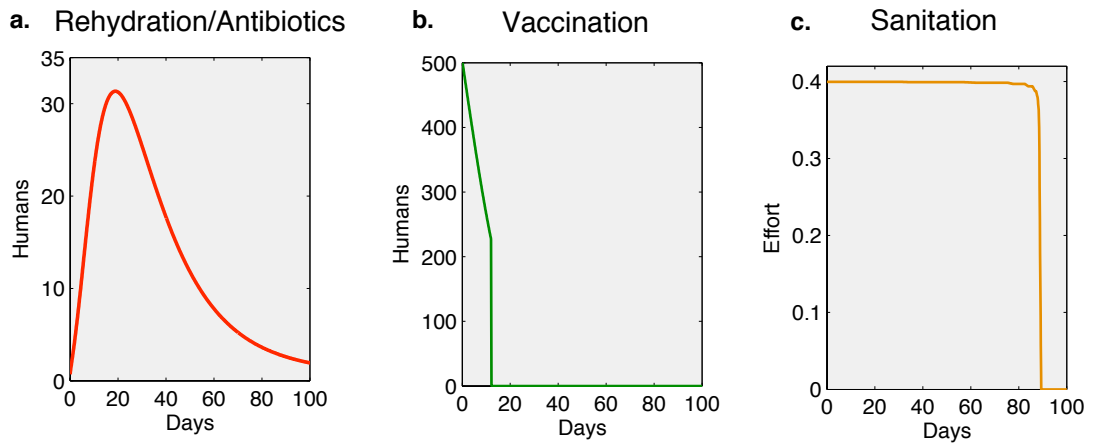 a. Rehydration/Antibiotics
35
30
20
10
0
0 20 40 60 80 100
Humans
Days
b. Vaccination
500
400
300
200
100
0
0 20 40 60 80 100
Humans
Days
c. Sanitation
0.4
0.3
0.2
0.1
0
0 20 40 60 80 100
Effort
Days